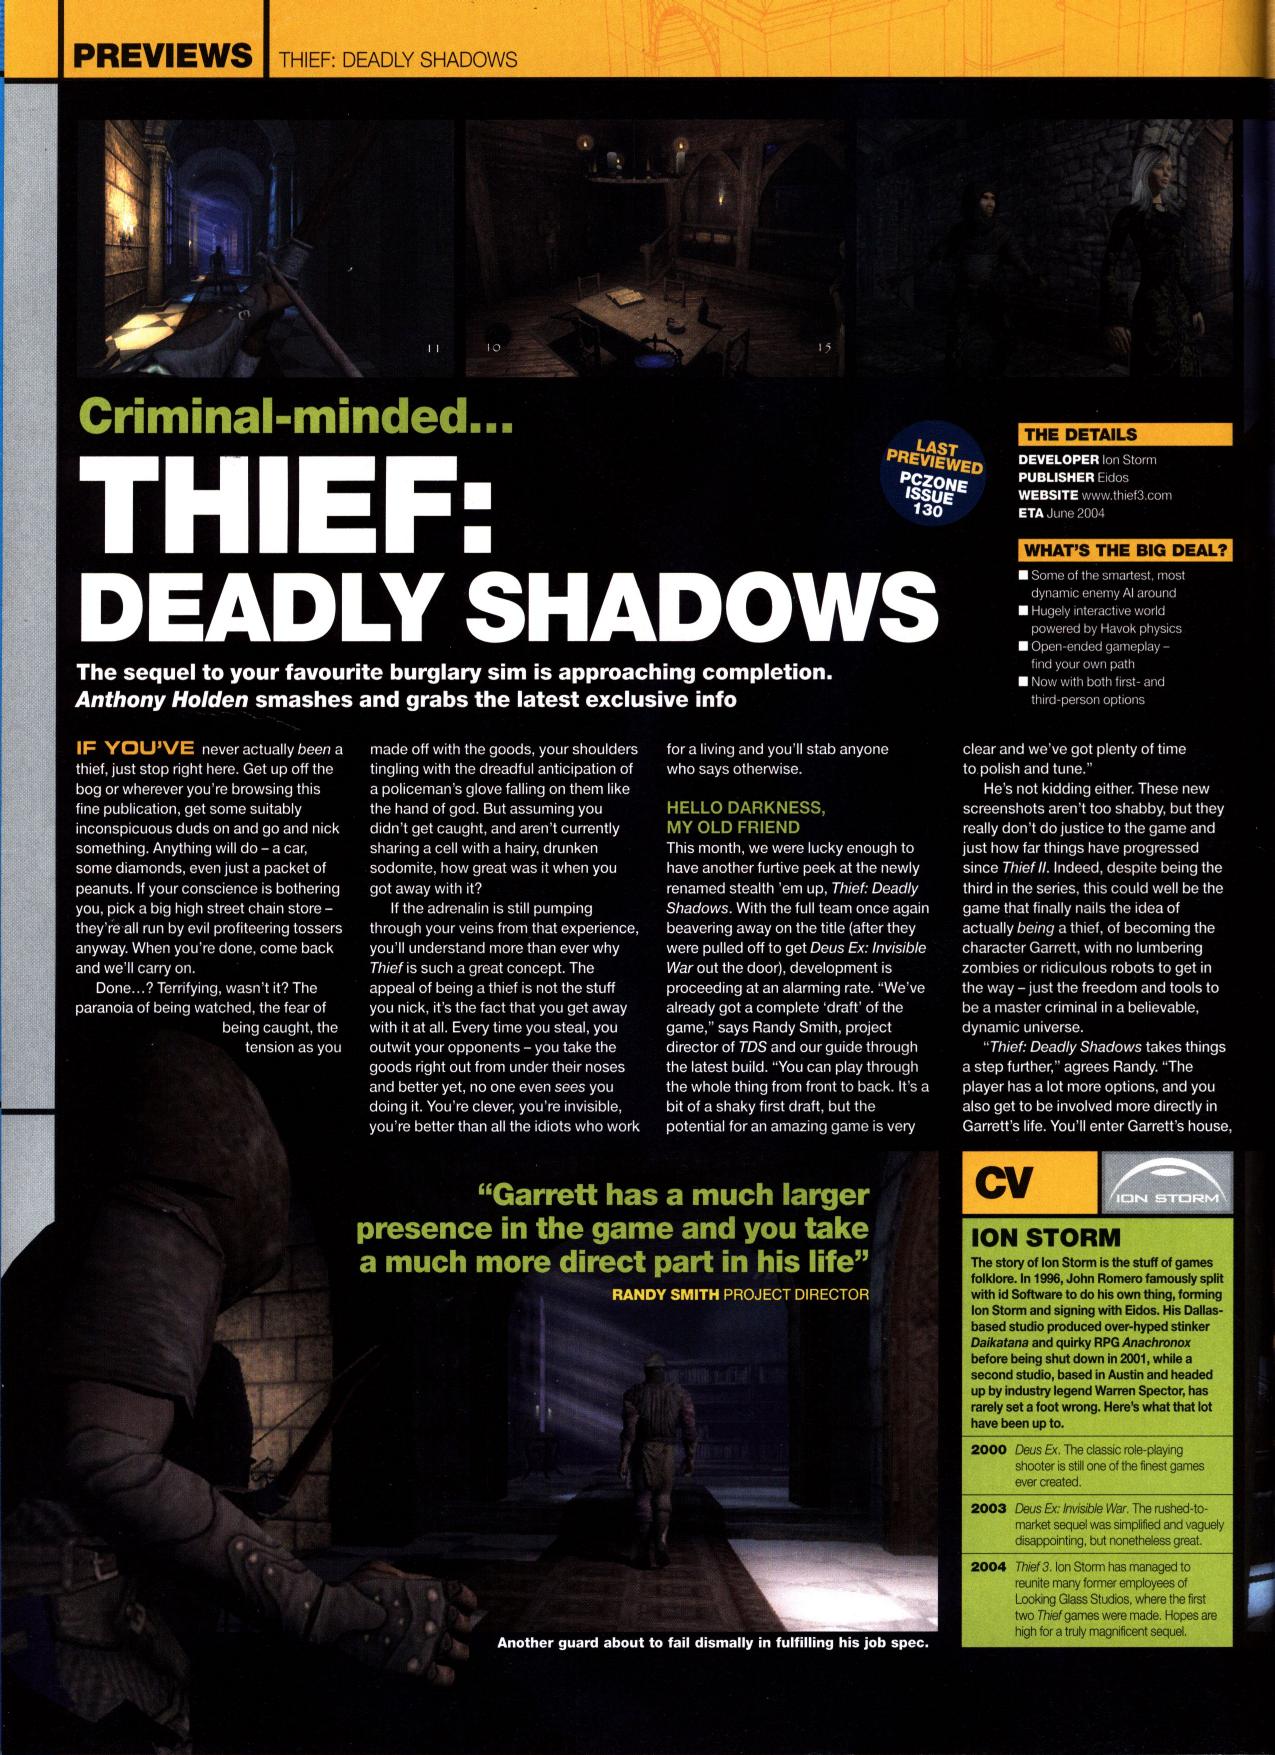 PREVIEWS
THIEF: DEADLY SHADOWS
11
10
15
Criminal-minded...
THIEF:
DEADLY SHADOWS
The sequel to your favourite burglary sim is approaching completion.
Anthony Holden smashes and grabs the latest exclusive info
LAST
PREVIEWED
PCZONE
ISSUE
130
THE DETAILS
DEVELOPER Ion Storm
PUBLISHER Eidos
WEBSITE www.thief3.com
ETA June 2004
WHAT'S THE BIG DEAL?
■ Some of the smartest, most
dynamic enemy AI around
■ Hugely interactive world
powered by Havok physics
■ Open-ended gameplay –
find your own path
■ Now with both first- and
third-person options
IF YOU'VE never actually been a
thief, just stop right here. Get up off the
bog or wherever you're browsing this
fine publication, get some suitably
inconspicuous duds on and go and nick
something. Anything will do – a car,
some diamonds, even just a packet of
peanuts. If your conscience is bothering
you, pick a big high street chain store –
they're all run by evil profiteering tossers
anyway. When you're done, come back
and we'll carry on.
Done...? Terrifying, wasn't it? The
paranoia of being watched, the fear of
being caught, the
tension as you
made off with the goods, your shoulders
tingling with the dreadful anticipation of
a policeman's glove falling on them like
the hand of god. But assuming you
didn't get caught, and aren't currently
sharing a cell with a hairy, drunken
sodomite, how great was it when you
got away with it?
If the adrenalin is still pumping
through your veins from that experience,
you'll understand more than ever why
Thief is such a great concept. The
appeal of being a thief is not the stuff
you nick, it's the fact that you get away
with it at all. Every time you steal, you
outwit your opponents – you take the
goods right out from under their noses
and better yet, no one even sees you
doing it. You're clever, you're invisible,
you're better than all the idiots who work
for a living and you'll stab anyone
who says otherwise.
HELLO DARKNESS,
MY OLD FRIEND
This month, we were lucky enough to
have another furtive peek at the newly
renamed stealth 'em up, Thief: Deadly
Shadows. With the full team once again
beavering away on the title (after they
were pulled off to get Deus Ex: Invisible
War out the door), development is
proceeding at an alarming rate. "We've
already got a complete 'draft' of the
game," says Randy Smith, project
director of TDS and our guide through
the latest build. "You can play through
the whole thing from front to back. It's a
bit of a shaky first draft, but the
potential for an amazing game is very
clear and we've got plenty of time
to polish and tune."
He's not kidding either. These new
screenshots aren't too shabby, but they
really don't do justice to the game and
just how far things have progressed
since Thief II. Indeed, despite being the
third in the series, this could well be the
game that finally nails the idea of
actually being a thief, of becoming the
character Garrett, with no lumbering
zombies or ridiculous robots to get in
the way – just the freedom and tools to
be a master criminal in a believable,
dynamic universe.
"Thief: Deadly Shadows takes things
a step further," agrees Randy. "The
player has a lot more options, and you
also get to be involved more directly in
Garrett's life. You'll enter Garrett's house,
"Garrett has a much larger
presence in the game and you take
a much more direct part in his life"
RANDY SMITH PROJECT DIRECTOR
Another guard about to fail dismally in fulfilling his job spec.
CV
ION STORM
ION STORM
The story of Ion Storm is the stuff of games
folklore. In 1996, John Romero famously split
with id Software to do his own thing, forming
Ion Storm and signing with Eidos. His Dallas-
based studio produced over-hyped stinker
Daikatana and quirky RPG Anachronox
before being shut down in 2001, while a
second studio, based in Austin and headed
up by industry legend Warren Spector, has
rarely set a foot wrong. Here's what that lot
have been up to.
2000 Deus Ex. The classic role-playing
shooter is still one of the finest games
ever created.
2003 Deus Ex: Invisible War. The rushed-to-
market sequel was simplified and vaguely
disappointing, but nonetheless great.
2004 Thief 3. Ion Storm has managed to
reunite many former employees of
Looking Glass Studios, where the first
two Thief games were made. Hopes are
high for a truly magnificent sequel.